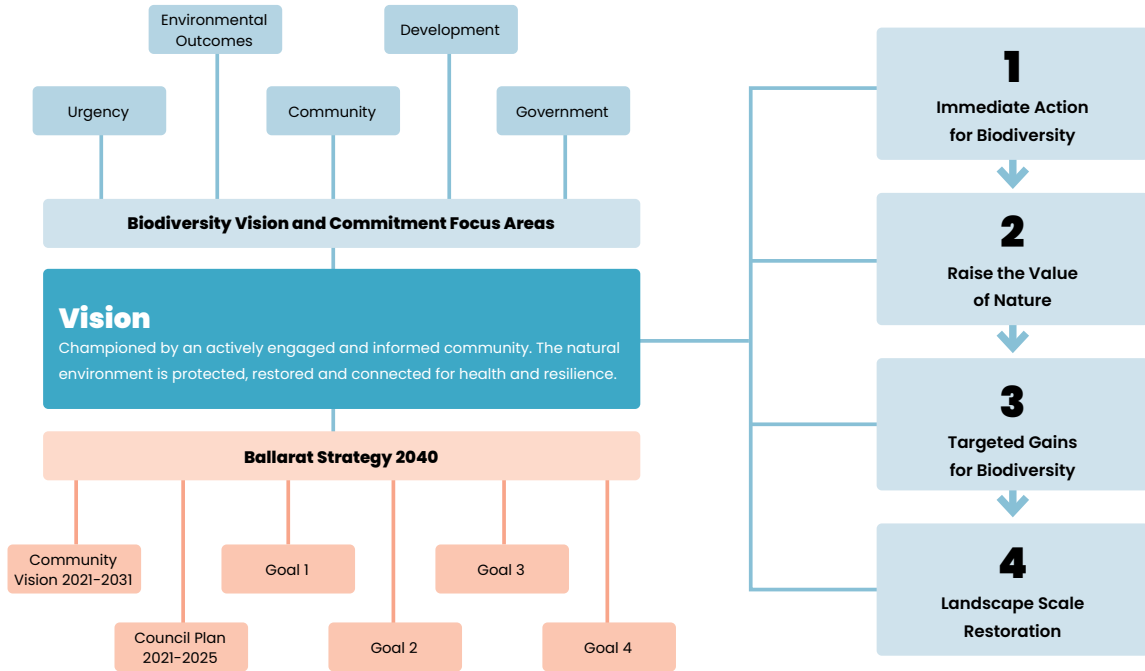 Environmental
Outcomes
Development
Urgency
Community
Government
Biodiversity Vision and Commitment Focus Areas
Vision
Championed by an actively engaged and informed community. The natural
environment is protected, restored and connected for health and resilience.
Ballarat Strategy 2040
Community
Vision 2021-2031
Goal 1
Goal 3
Council Plan
2021-2025
Goal 2
Goal 4
1
Immediate Action
for Biodiversity
2
Raise the Value
of Nature
3
Targeted Gains
for Biodiversity
4
Landscape Scale
Restoration